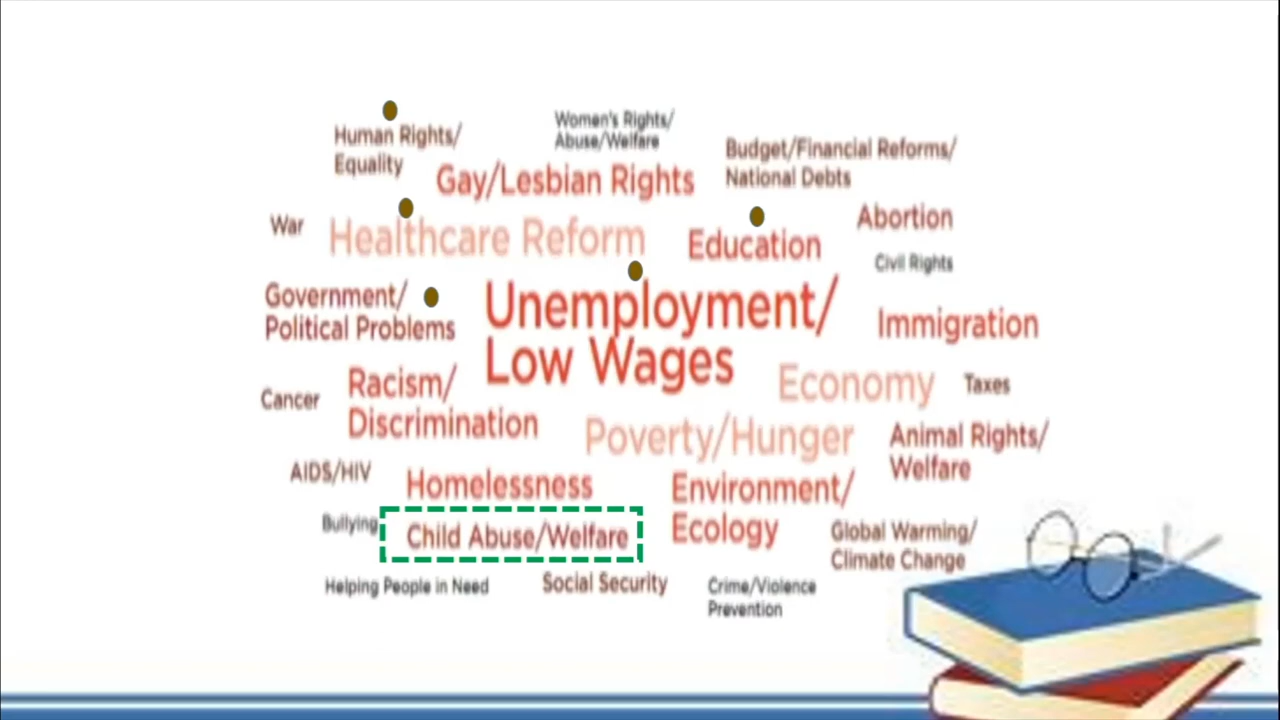 Human Rights/
Equality
Women's Rights/
Abuse/Welfare
Budget/Financial Reforms/
National Debts
Gay/Lesbian Rights
War
Healthcare Reform
Education
Abortion
Civil Rights
Government/
Political Problems
Unemployment/
Low Wages
Immigration
Cancer
Racism/
Discrimination
Economy
Taxes
Poverty/Hunger
Animal Rights/
Welfare
AIDS/HIV
Homelessness
Environment/
Ecology
Bullying
Child Abuse/Welfare
Global Warming/
Climate Change
Helping People in Need
Social Security
Crime/Violence
Prevention